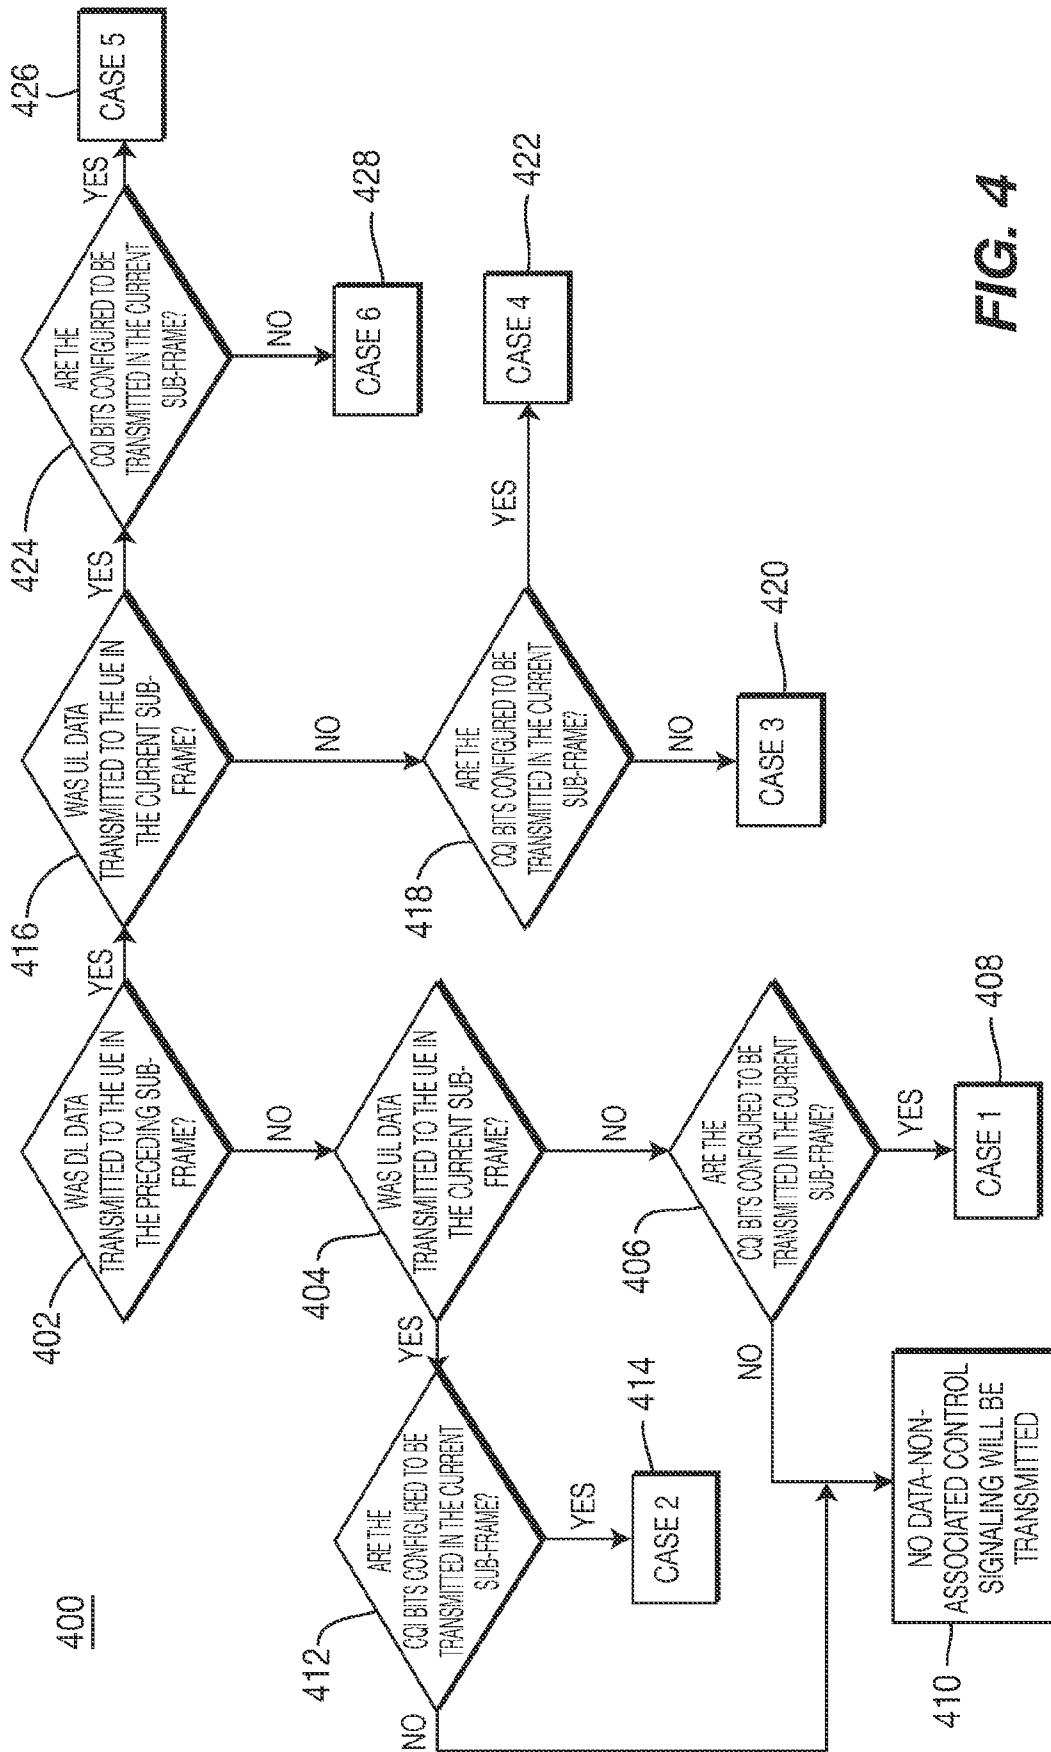 400
402
WAS DL DATA
TRANSMITTED TO THE UE IN
THE PRECEDING SUB-
FRAME?
YES
NO
416
WAS UL DATA
TRANSMITTED TO THE UE IN
THE CURRENT SUB-
FRAME?
YES
NO
424
ARE THE
CQI BITS CONFIGURED TO BE
TRANSMITTED IN THE CURRENT
SUB-FRAME?
YES
NO
426
CASE 5
428
CASE 6
404
WAS UL DATA
TRANSMITTED TO THE UE IN
THE CURRENT SUB-
FRAME?
YES
NO
418
ARE THE
CQI BITS CONFIGURED TO BE
TRANSMITTED IN THE CURRENT
SUB-FRAME?
YES
NO
422
CASE 4
420
CASE 3
412
ARE THE
CQI BITS CONFIGURED TO BE
TRANSMITTED IN THE CURRENT
SUB-FRAME?
NO
YES
414
CASE 2
406
ARE THE
CQI BITS CONFIGURED TO BE
TRANSMITTED IN THE CURRENT
SUB-FRAME?
NO
YES
408
CASE 1
410
NO DATA-NON-
ASSOCIATED CONTROL
SIGNALING WILL BE
TRANSMITTED
FIG. 4